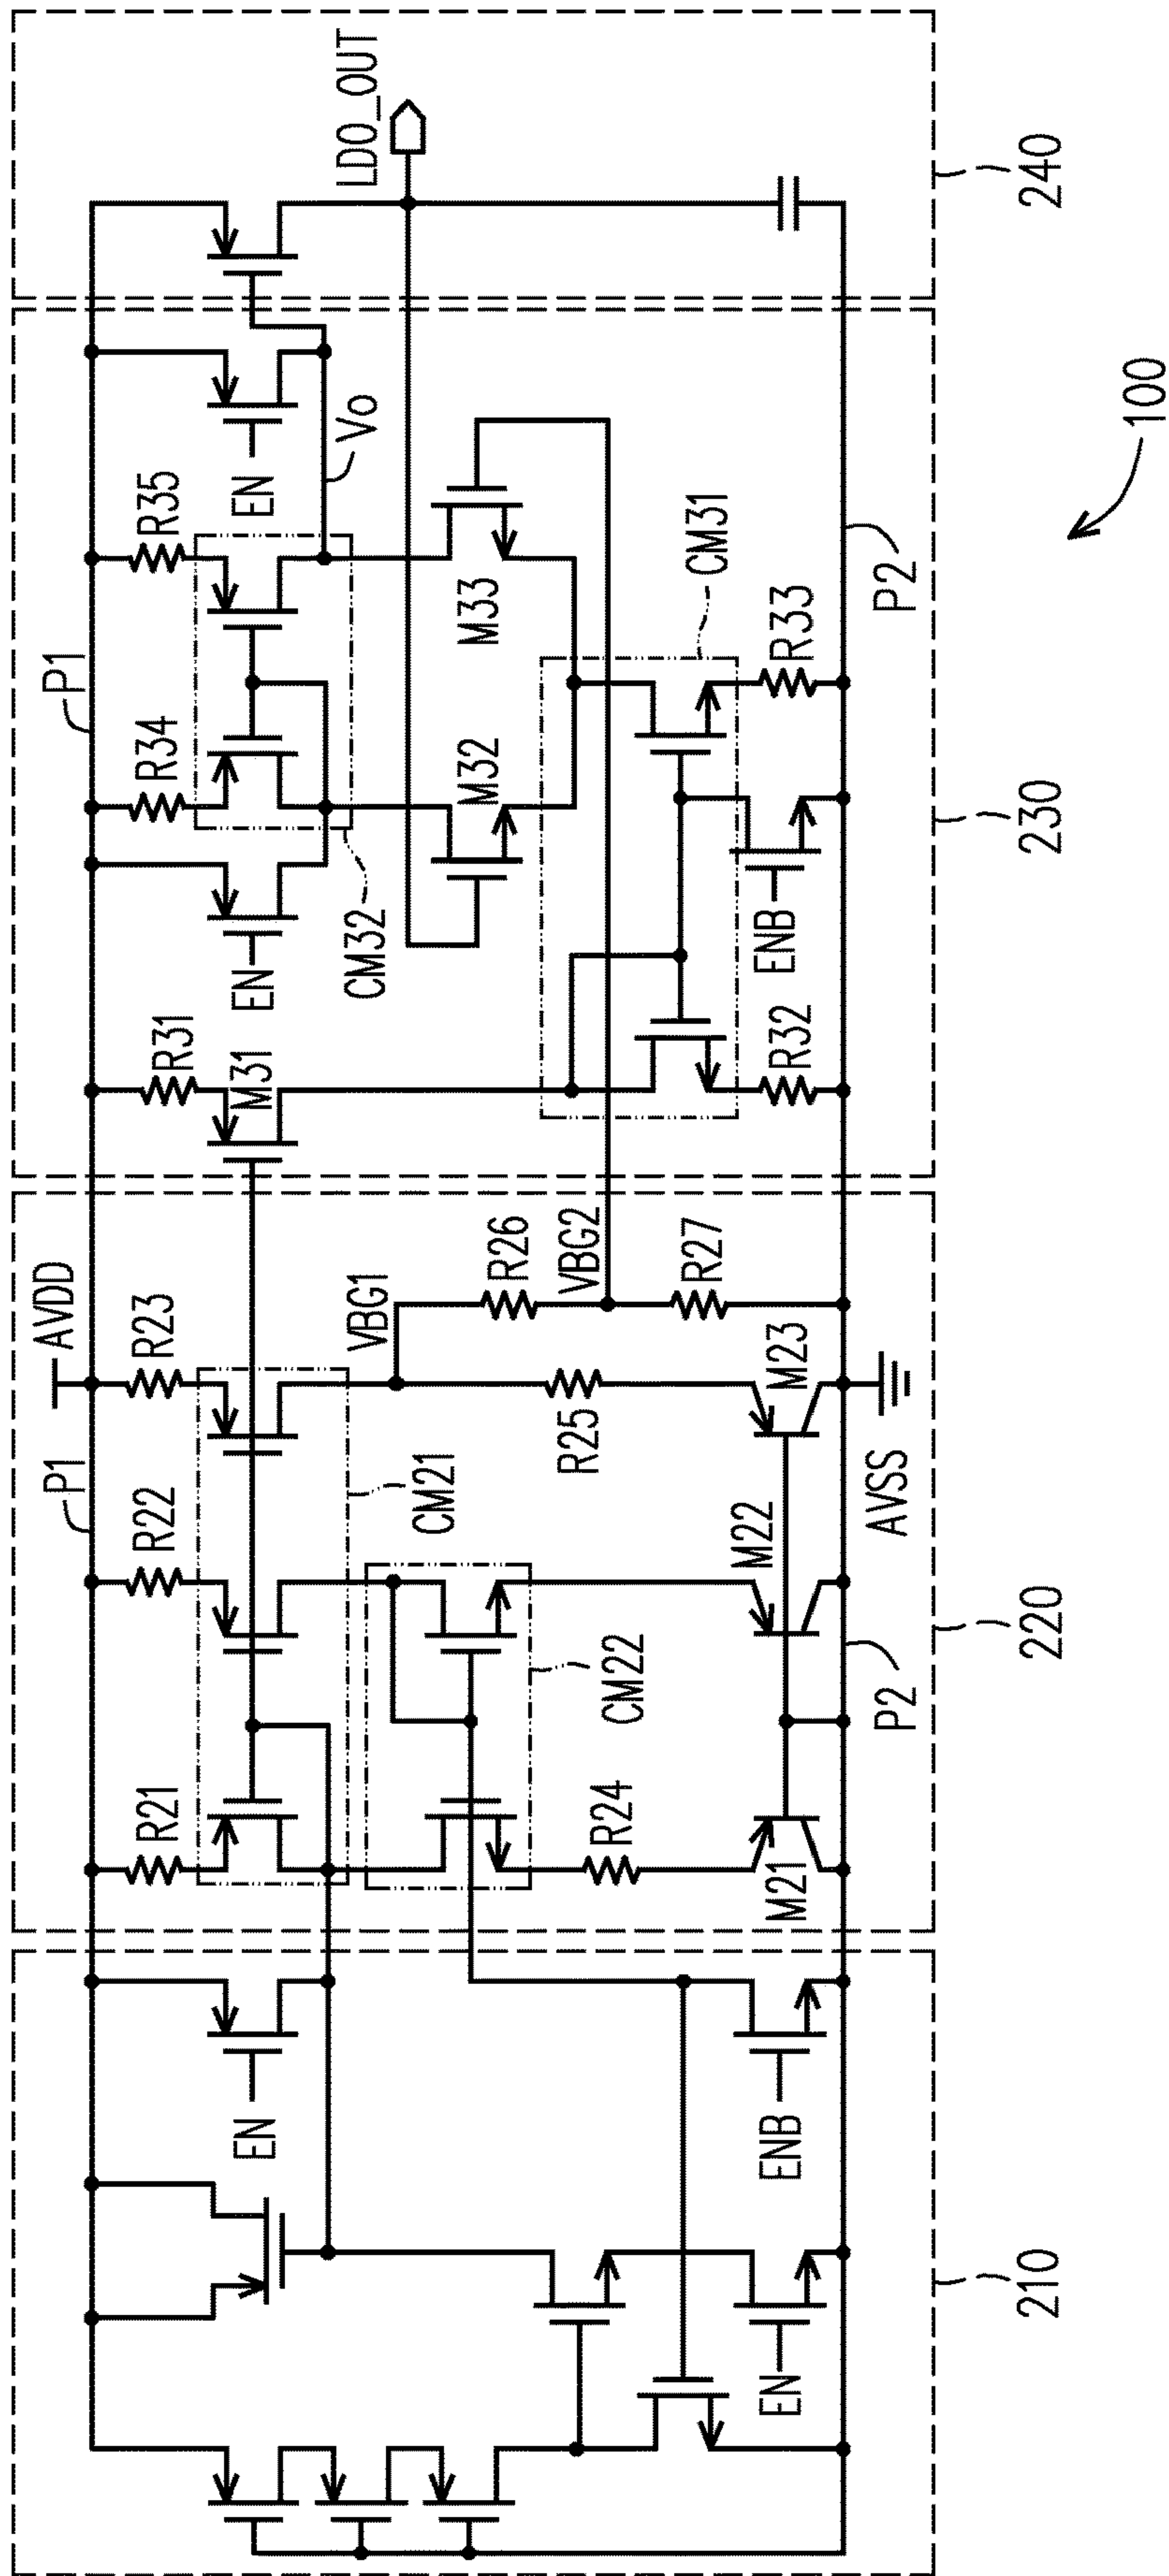 AVDD
P1
P1
EN
R21
R22
R23
R31
M31
EN
R34
R35
EN
CM32
Vo
LDO_OUT
CM21
VBG1
CM22
M32
M33
R24
R25
R26
VBG2
R27
CM31
EN
ENB
M21
M22
M23
R32
ENB
R33
P2
AVSS
P2
210
220
230
240
100